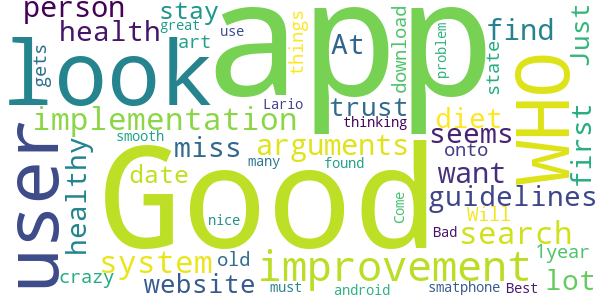 person
stay
health
great
art
use
gets
look
app
things
At
find
download
problem
state
Just
Lario
trust
thinking
implementation
diet
seems
onto
WHO
first
user
healthy
smooth
miss
arguments
many
found
want
date
Good
guidelines
nice
Come
Will
search
Bad
1year
system
old
improvement
crazy
website
must
android
smatphone
Best
lot